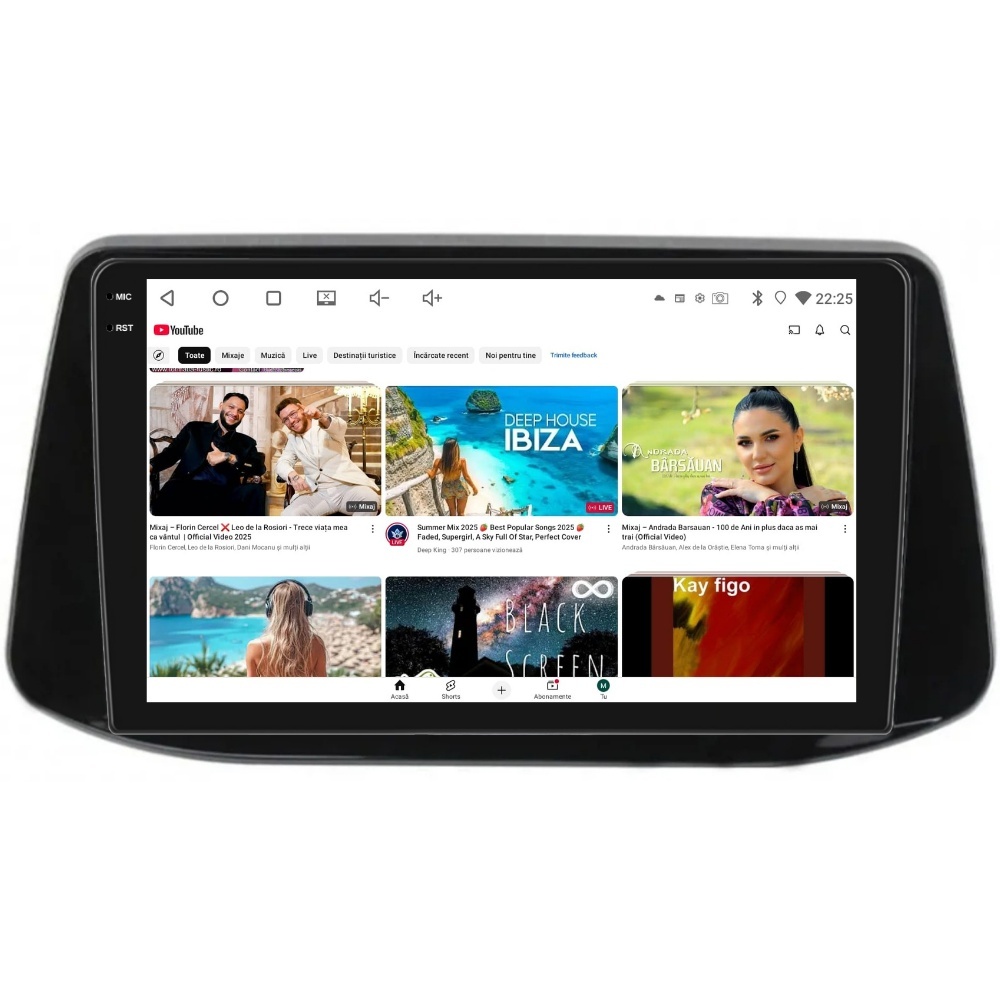 MIC
22:25
RST
YouTube
Toate
Mixaje
Muzică
Live
Destinații turistice
Încărcate recent
Noi pentru tine
Trimite feedback
DEEP HOUSE
IBIZA
ANDRADA
BÂRSĂUAN
Mixaj
LIVE
Mixaj
Mixaj – Florin Cercel ❌ Leo de la Rosiori - Trece viața mea
ca vântul | Official Video 2025
Florin Cercel, Leo de la Rosiori, Dani Mocanu și mulți alții
LIVE
Summer Mix 2025 🍓 Best Popular Songs 2025 🍓
Faded, Supergirl, A Sky Full Of Star, Perfect Cover
Deep King · 307 persoane vizionează
Mixaj – Andrada Barsauan - 100 de Ani in plus daca as mai
trai (Official Video)
Andrada Bârsăuan, Alex de la Orăștie, Elena Toma și mulți alții
BLACK
SCREEN
Kay figo
Acasă
Shorts
Abonamente
M
Tu